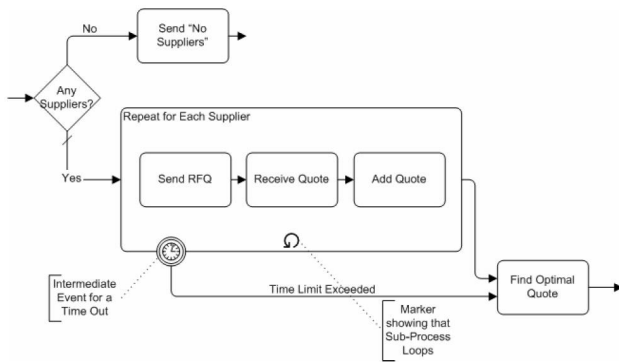 No
Send “No
Suppliers”
Any
Suppliers?
Yes
Repeat for Each Supplier
Send RFQ
Receive Quote
Add Quote
Intermediate
Event for a
Time Out
Time Limit Exceeded
Marker
showing that
Sub-Process
Loops
Find Optimal
Quote